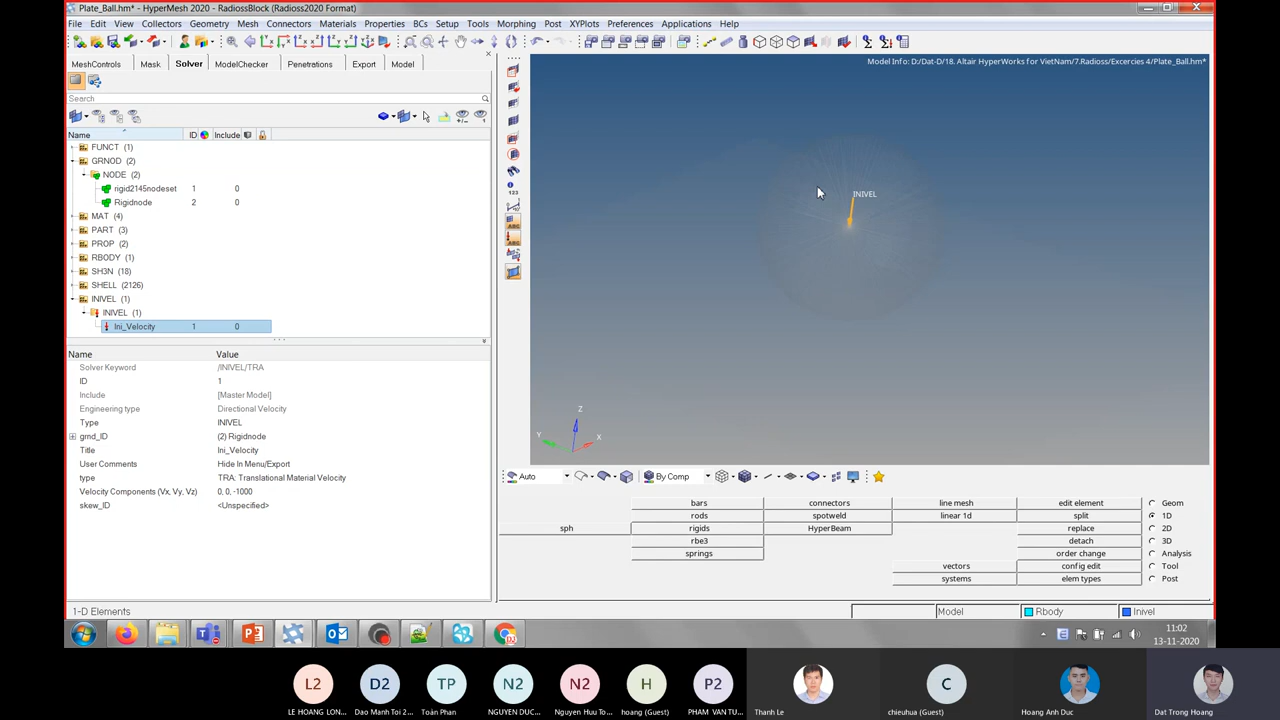 Plate_Ball.hm* - HyperMesh 2020 - RadiossBlock (Radioss2020 Format)
File Edit View Collectors Geometry Mesh Connectors Materials Properties BCs Setup Tools Morphing Post XYPlots Preferences Applications Help
MeshControls Mask Solver ModelChecker Penetrations Export Model
Model Info: D:/Dat-D/18. Altair HyperWorks for VietNam/7.Radioss/Excercies 4/Plate_Ball.hm*
Search
Name ID Include
FUNCT (1)
GRNOD (2)
NODE (2)
rigid2145nodeset 1 0
Rigidnode 2 0
MAT (4)
PART (3)
PROP (2)
RBODY (1)
SH3N (18)
SHELL (2126)
INIVEL (1)
INIVEL (1)
Ini_Velocity 1 0
Name Value
Solver Keyword /INIVEL/TRA
ID 1
Include [Master Model]
Engineering type Directional Velocity
Type INIVEL
grnd_ID (2) Rigidnode
Title Ini_Velocity
User Comments Hide In Menu/Export
type TRA: Translational Material Velocity
Velocity Components (Vx, Vy, Vz) 0, 0, -1000
skew_ID <Unspecified>
123
ABC
ABC
INIVEL
Z
Y
X
Auto By Comp
bars connectors line mesh edit element Geom
rods spotweld linear 1d split 1D
sph rigids HyperBeam replace 2D
rbe3 detach 3D
springs order change Analysis
vectors config edit Tool
systems elem types Post
1-D Elements Model Rbody Inivel
11:02
13-11-2020
L2 D2 TP N2 N2 H P2 C
LE HOANG LON... Dao Manh Toi 2... Toản Phan NGUYEN DUC... Nguyen Huu To... hoang (Guest) PHAM VAN TU... Thanh Le chieuhua (Guest) Hoang Anh Duc Dat Trong Hoang